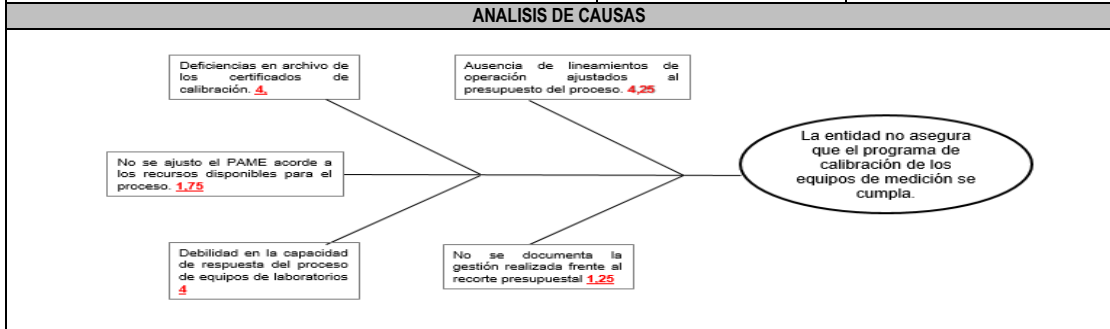 ANALISIS DE CAUSAS
Deficiencias en archivo de
los certificados de
calibración. 4,
Ausencia de lineamientos de
operación ajustados al
presupuesto del proceso. 4,25
La entidad no asegura
que el programa de
calibración de los
equipos de medición se
cumpla.
No se ajusto el PAME acorde a
los recursos disponibles para el
proceso. 1,75
Debilidad en la capacidad
de respuesta del proceso
de equipos de laboratorios
4
No se documenta la
gestión realizada frente al
recorte presupuestal 1,25